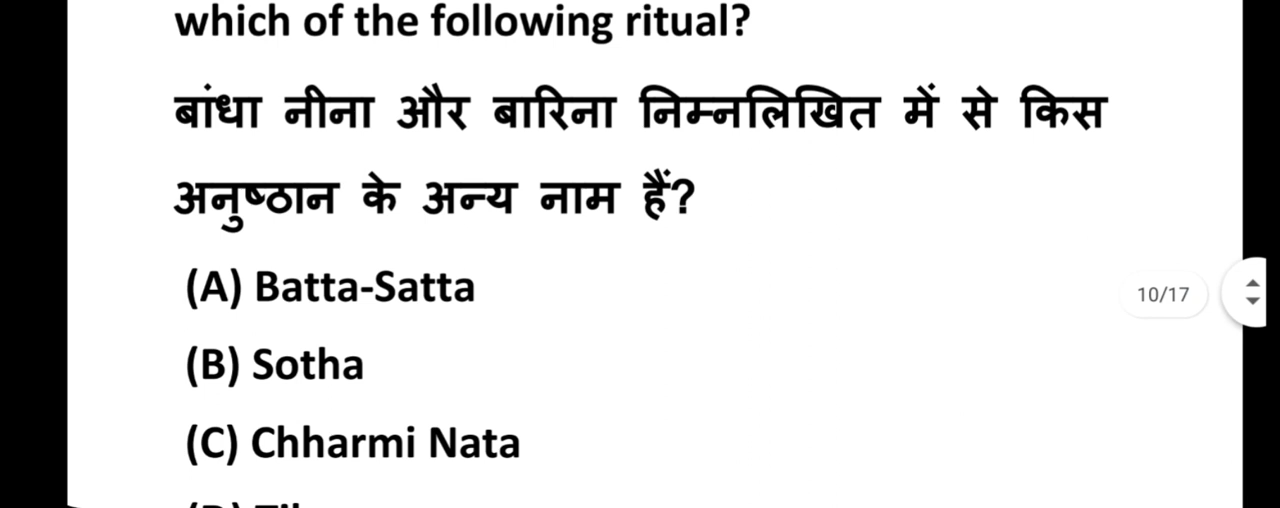 which of the following ritual?
बांधा नीना और बारिना निम्नलिखित में से किस
अनुष्ठान के अन्य नाम हैं?
(A) Batta-Satta
(B) Sotha
(C) Chharmi Nata
10/17